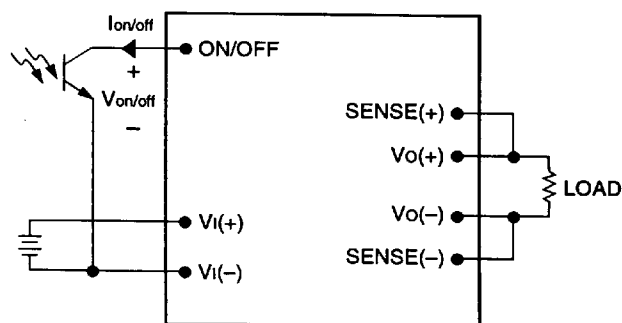 Ion/off
ON/OFF
+
Von/off
–
SENSE(+)
VO(+)
LOAD
VO(–)
SENSE(–)
VI(+)
VI(–)